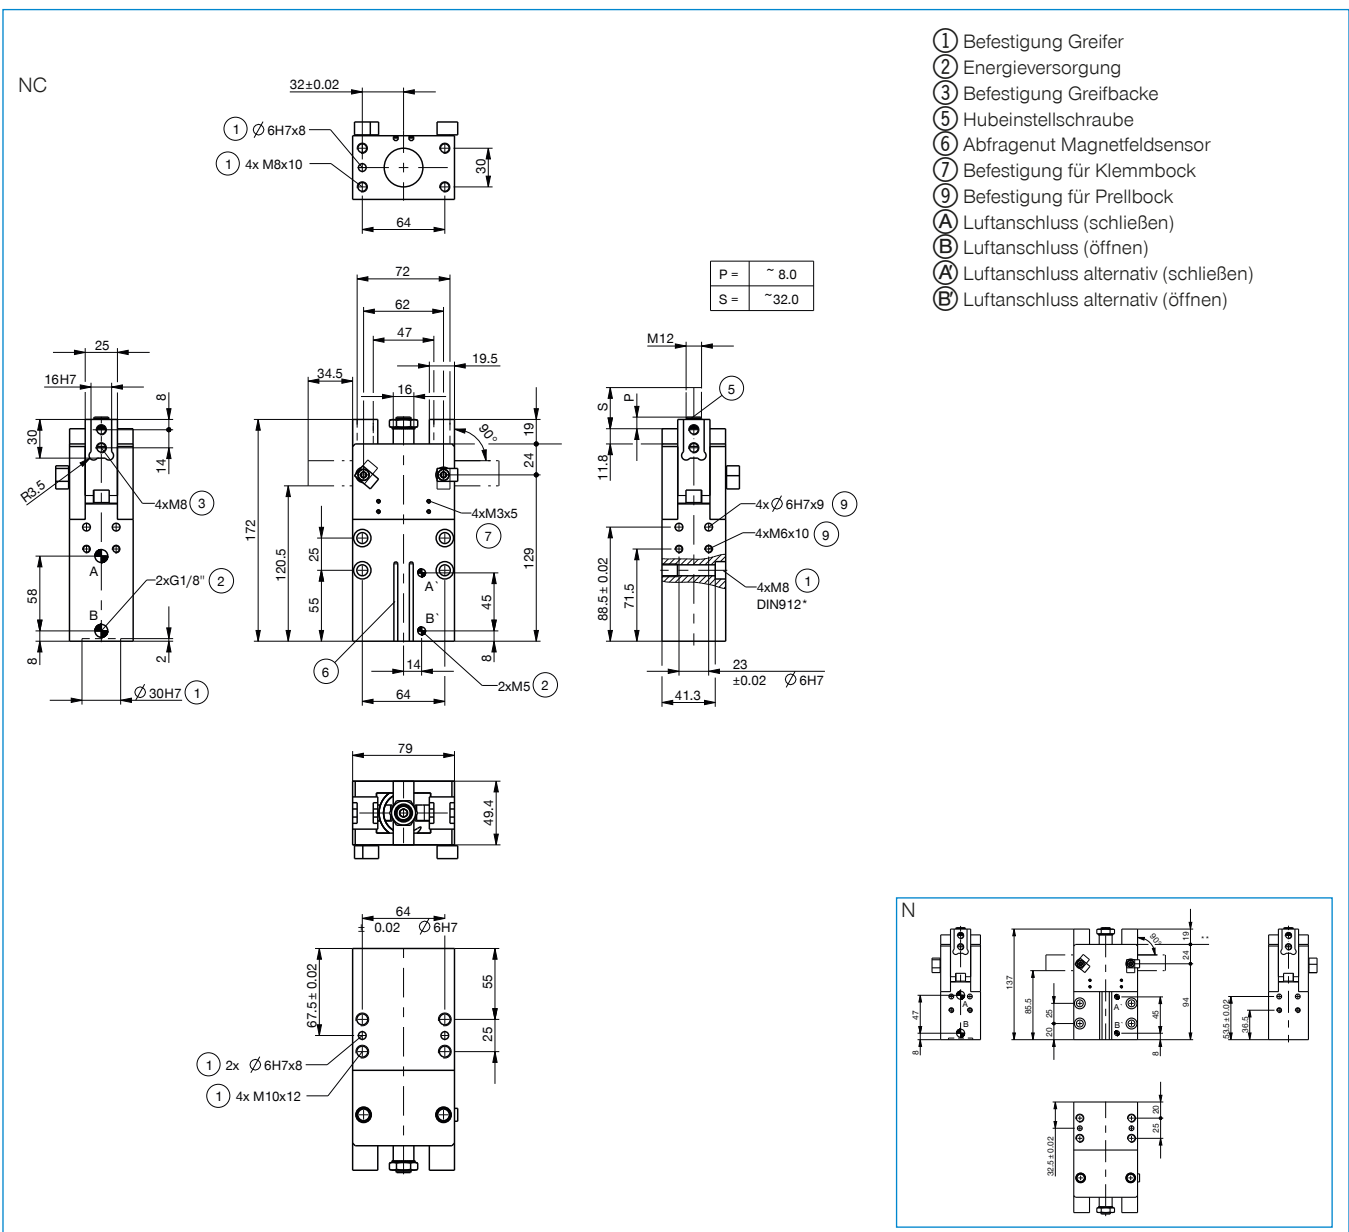 NC
① Befestigung Greifer
② Energieversorgung
③ Befestigung Greifbacke
⑤ Hubeinstellschraube
⑥ Abfragenut Magnetfeldsensor
⑦ Befestigung für Klemmbock
⑨ Befestigung für Prellbock
Ⓐ Luftanschluss (schließen)
Ⓑ Luftanschluss (öffnen)
A' Luftanschluss alternativ (schließen)
B' Luftanschluss alternativ (öffnen)
32±0.02
① Ø 6H7x8
① 4x M8x10
30
64
P = ~ 8.0
S = ~32.0
25
16H7
8
30
14
R3.5
4xM8 ③
A
2xG1/8" ②
58
B
8
2
Ø 30H7 ①
72
62
47
19.5
34.5
16
90°
19
24
4xM3x5
⑦
172
120.5
25
55
129
A`
45
B`
8
⑥
14
2xM5 ②
64
M12
S
P
⑤
11.8
4x Ø 6H7x9 ⑨
4xM6x10 ⑨
88.5±0.02
71.5
4xM8 ①
DIN912*
23
±0.02 Ø 6H7
41.3
79
49.4
64
± 0.02 Ø 6H7
67.5±0.02
55
25
① 2x Ø 6H7x8
① 4x M10x12
N
47
A
B
8
137
85.5
25
20
90°
19
24
94
A`
45
B`
8
53.5±0.02
36.5
32.5±0.02
20
25